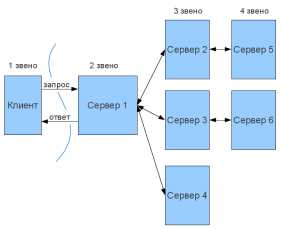 3 звено 4 звено
Сервер 2 Сервер 5
1 звено 2 звено
запрос
Клиент Сервер 1
ответ
Сервер 3 Сервер 6
Сервер 4